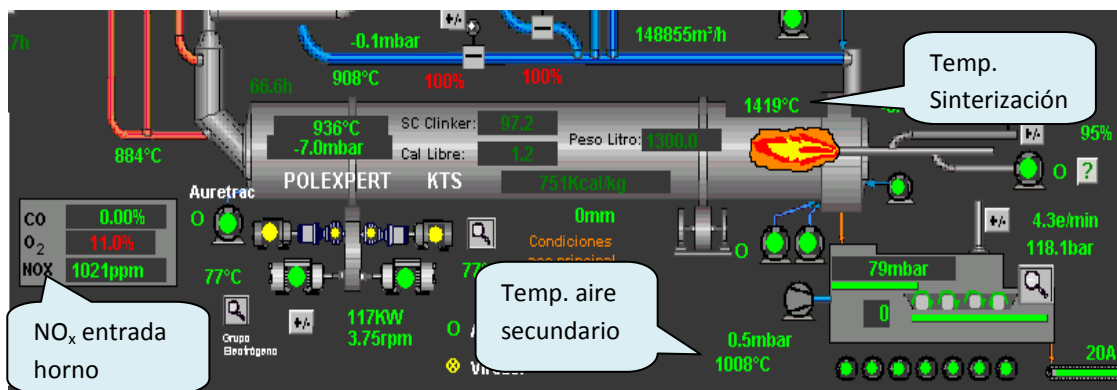 148855m³/h
-0.1mbar
908°C
100%
100%
66.6h
Temp.
Sinterización
1419°C
95%
936°C
-7.0mbar
SC Clinker:
97.2
Peso Litro:
1300.0
Cal Libre:
1.2
884°C
POLEXPERT KTS
751Kcal/kg
Auretrac
0mm
?
CO
0.00%
O₂
11.0%
NOX
1021ppm
4.3e/min
118.1bar
Condiciones
77°C
79mbar
0
NOₓ entrada
horno
Temp. aire
secundario
Grupo
Electrógeno
117KW
3.75rpm
0.5mbar
1008°C
20A
+/-
+/-
+/-
+/-